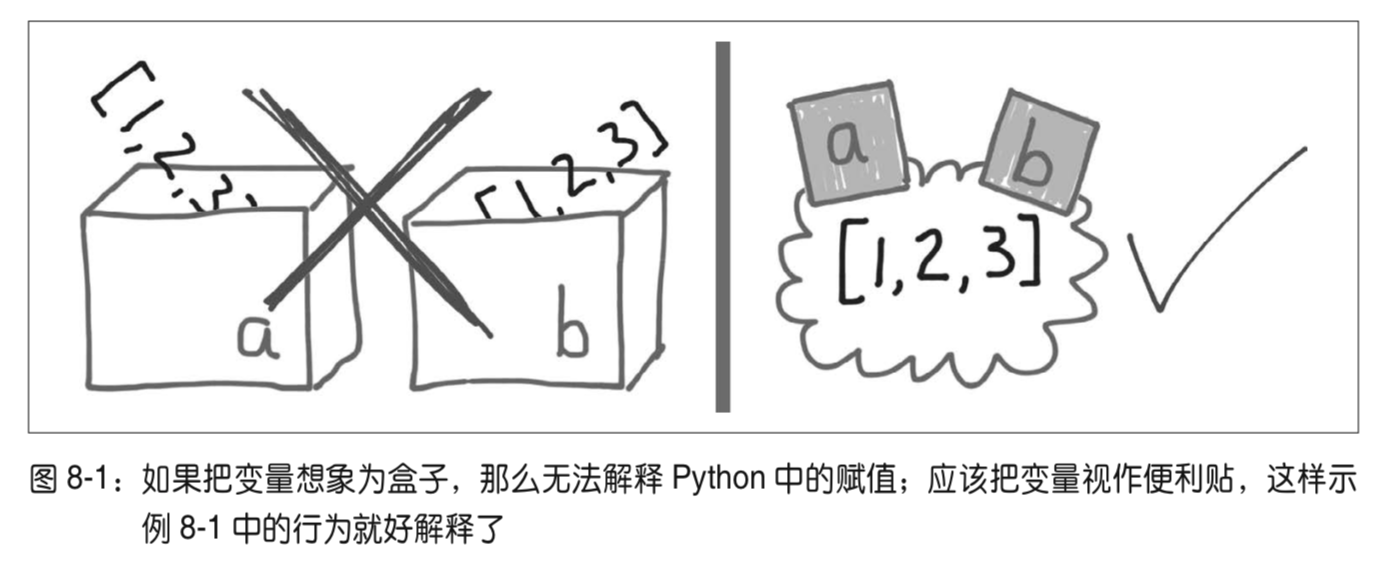 [1,2,3,
[1,2,3]
a
b
a
b
[1,2,3]
图 8-1：如果把变量想象为盒子，那么无法解释 Python 中的赋值；应该把变量视作便利贴，这样示
例 8-1 中的行为就好解释了